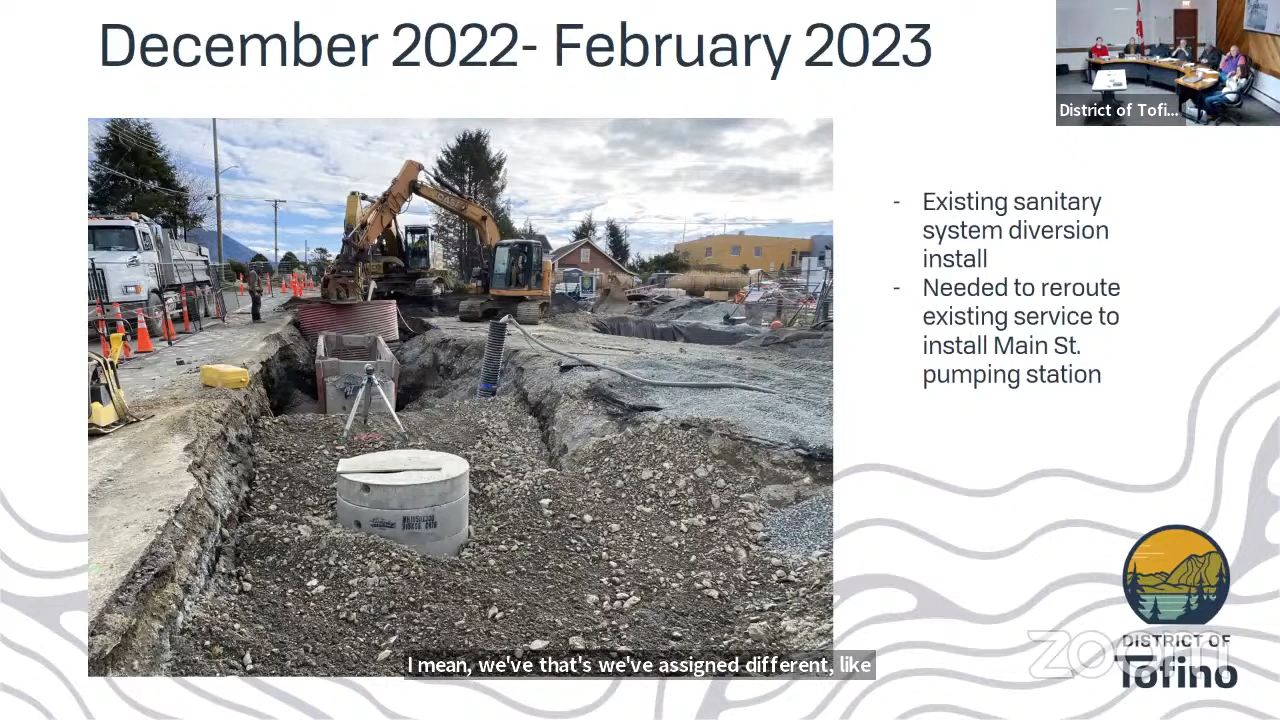 December 2022- February 2023
District of Tofi...
- Existing sanitary
system diversion
install
- Needed to reroute
existing service to
install Main St.
pumping station
I mean, we've that's we've assigned different, like
zoom
DISTRICT OF
Tofino